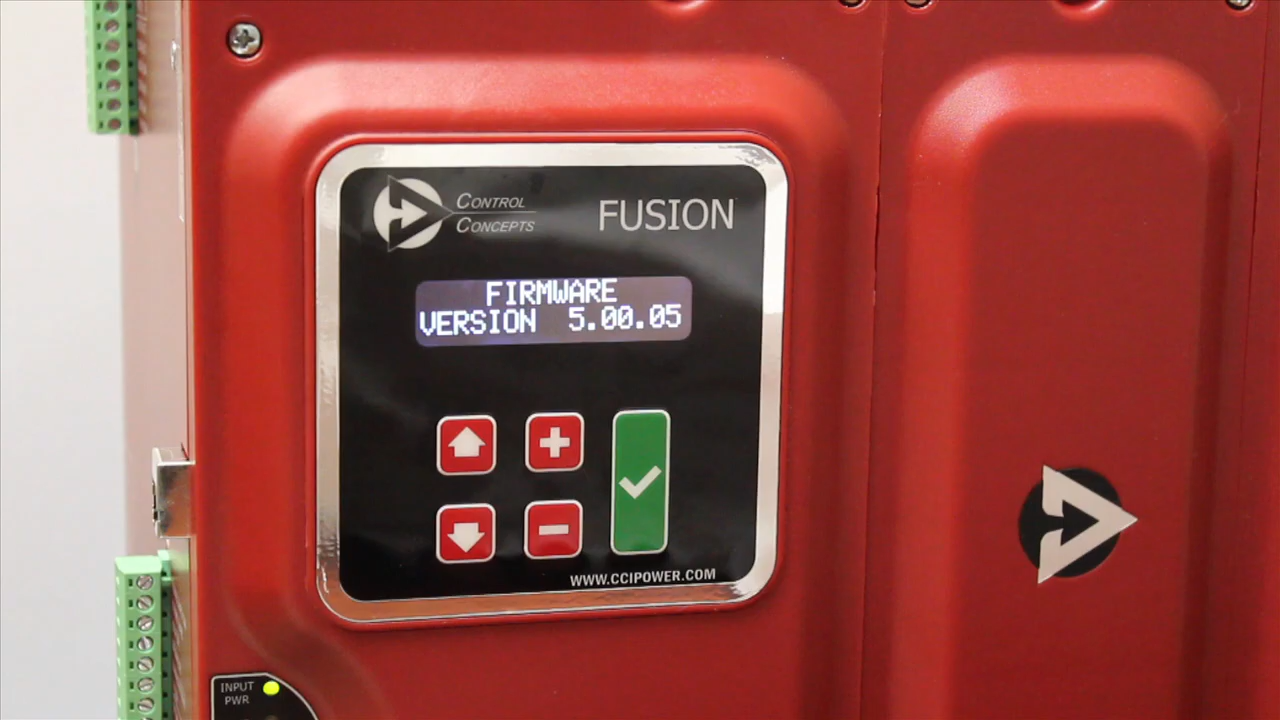 CONTROL
CONCEPTS
FUSION
FIRMWARE
VERSION 5.00.05
WWW.CCIPOWER.COM
INPUT
PWR